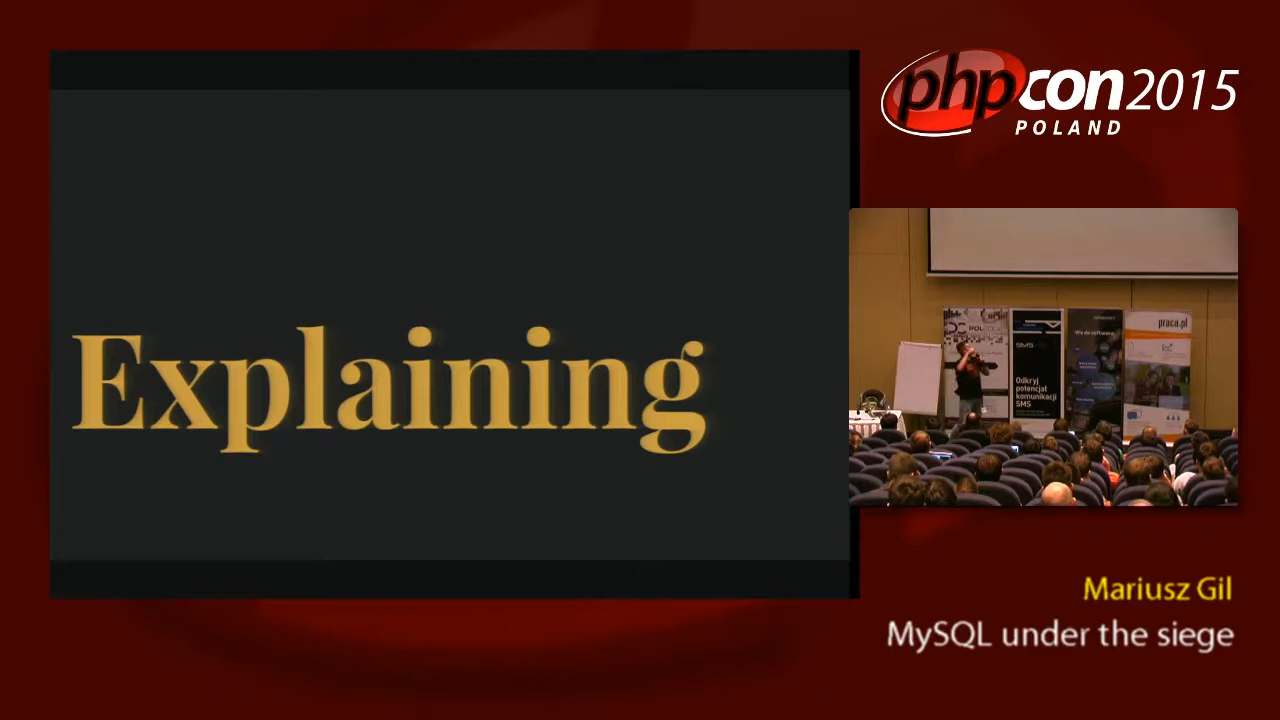 Explaining
phpcon2015
POLAND
praca.pl
Odkryj
potencjał
komunikacji
SMS
Mariusz Gil
MySQL under the siege